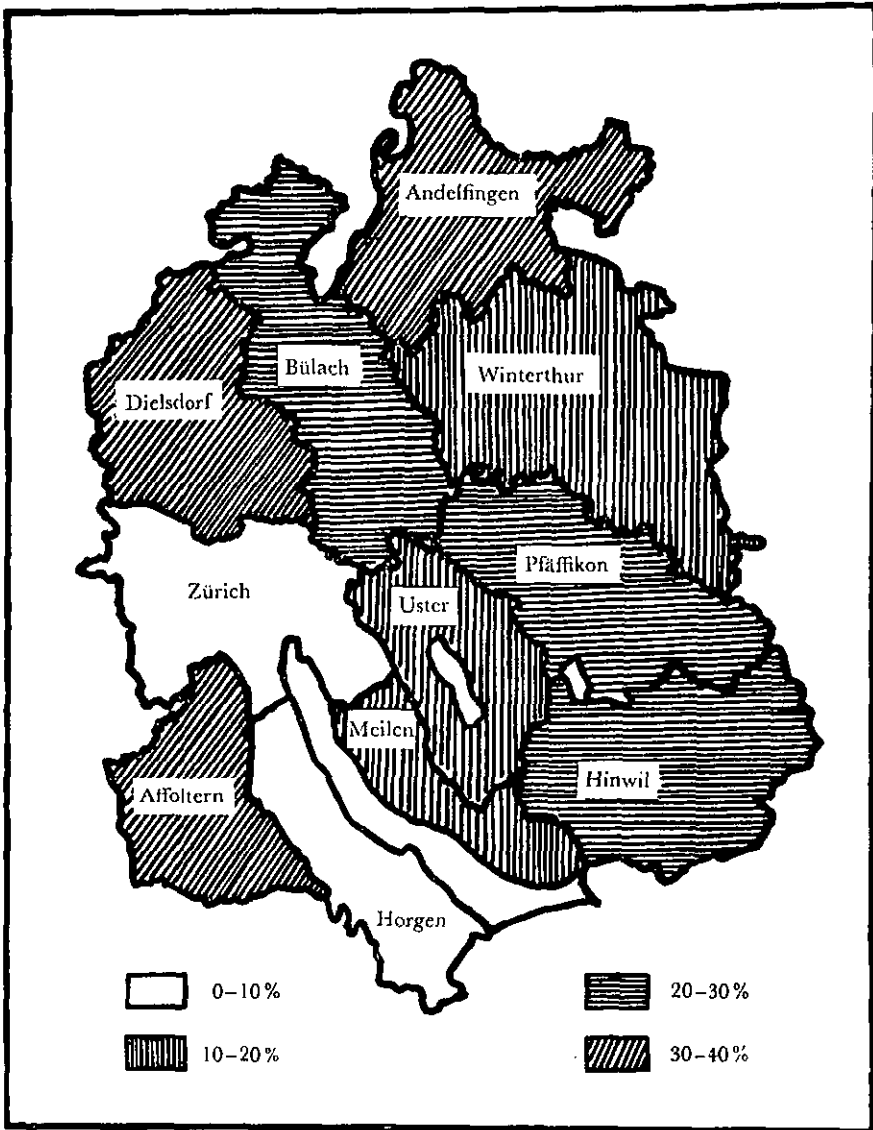 Andelfingen
Bülach
Winterthur
Dielsdorf
Pfäffikon
Zürich
Uster
Meilen
Hinwil
Affoltern
Horgen
0–10%
20–30%
10–20%
30–40%